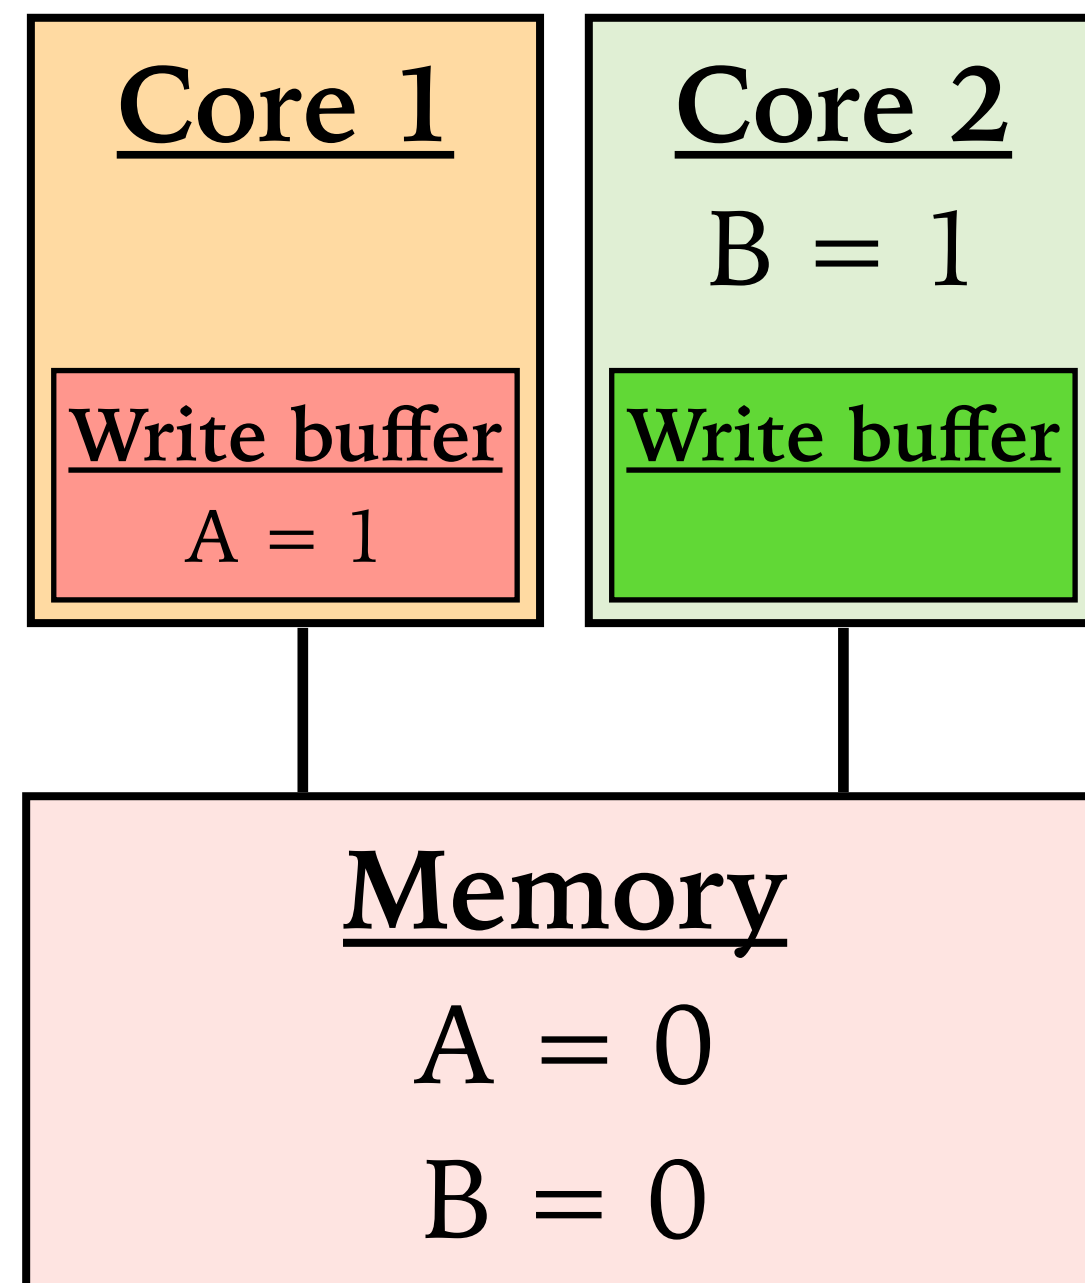 Core 1
Write buffer
A = 1
Core 2
B = 1
Write buffer
Memory
A = 0
B = 0